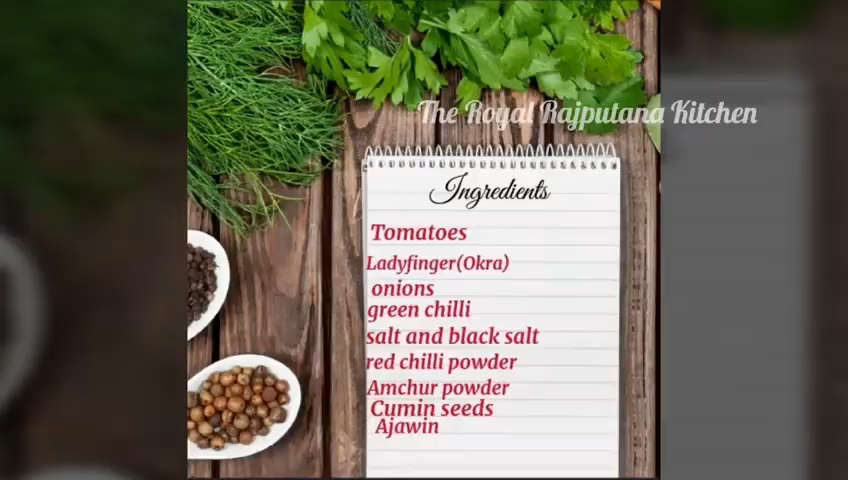 The Royal Rajputana Kitchen
Ingredients
Tomatoes
Ladyfinger(Okra)
onions
green chilli
salt and black salt
red chilli powder
Amchur powder
Cumin seeds
Ajawin